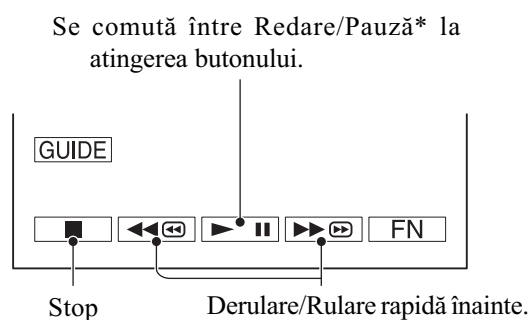 Se comută între Redare/Pauză* la
atingerea butonului.
GUIDE
FN
Stop
Derulare/Rulare rapidă înainte.